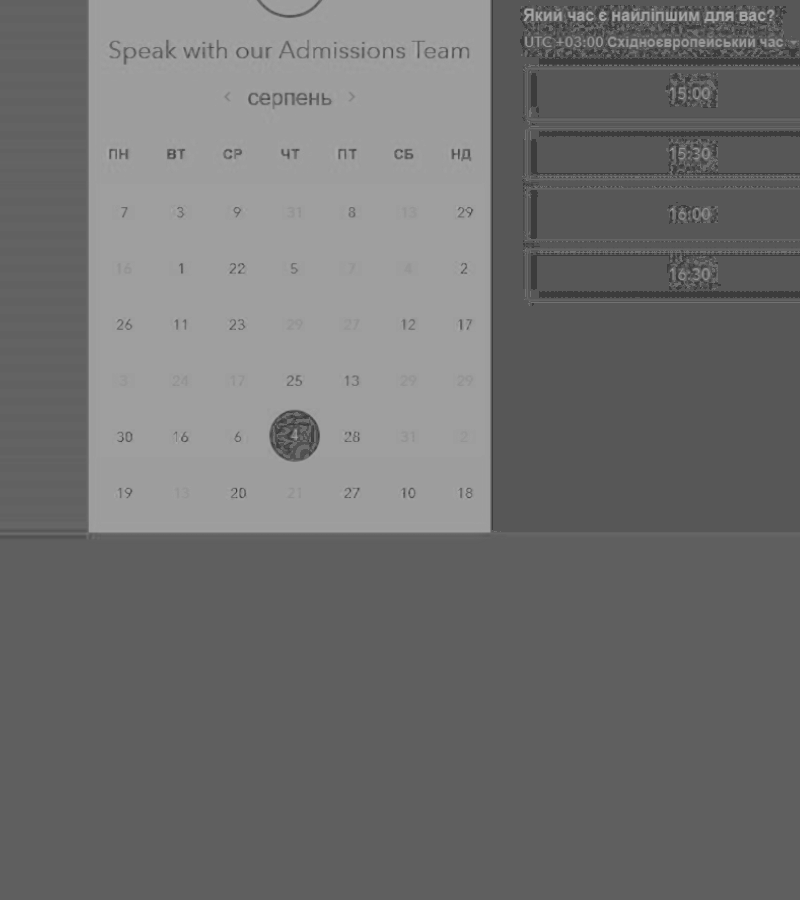 Speak with our Admissions Team
серпень
ПН ВТ СР ЧТ ПТ СБ НД
7 3 9 31 8 13 29
16 1 22 5 7 4 2
26 11 23 29 27 12 17
3 24 17 25 13 29 29
30 16 6 4 28 31 2
19 13 20 21 27 10 18
Який час є найліпшим для вас?
UTC +03:00 Східноєвропейський час
15:00
15:30
16:00
16:30